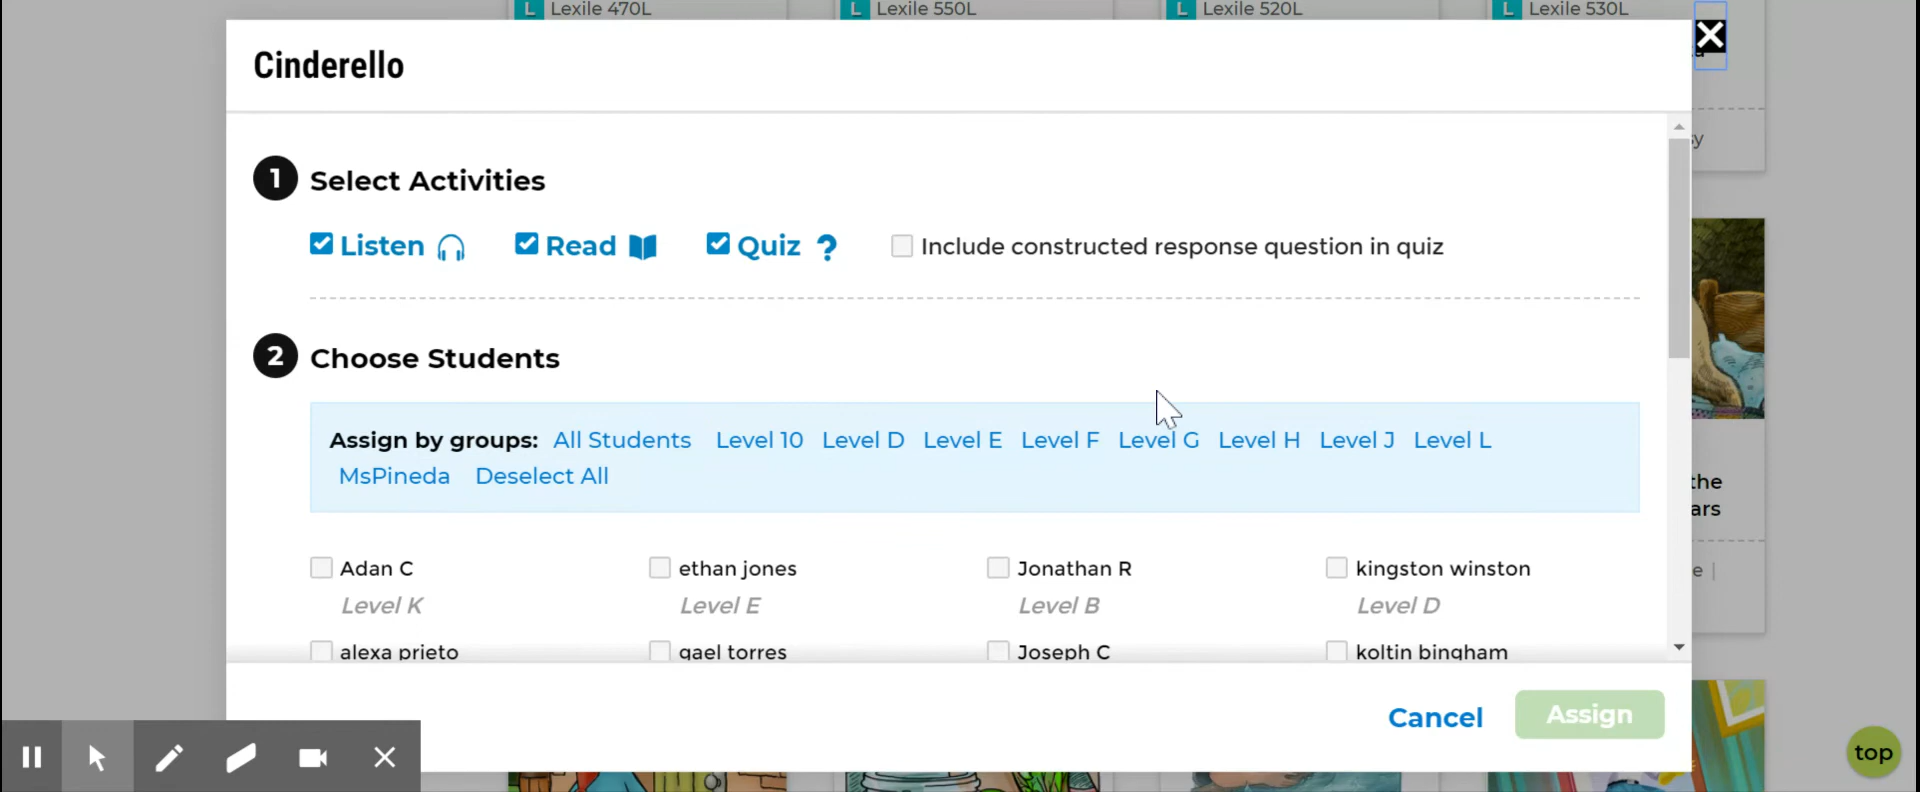 L Lexile 470L L Lexile 550L L Lexile 520L L Lexile 530L
Cinderello
1 Select Activities
Listen Read Quiz ? Include constructed response question in quiz
2 Choose Students
Assign by groups: All Students Level 10 Level D Level E Level F Level G Level H Level J Level L
MsPineda Deselect All
the
ars
Adan C ethan jones Jonathan R kingston winston
Level K Level E Level B Level D
alexa prieto gael torres Joseph C koltin bingham
Cancel Assign
top